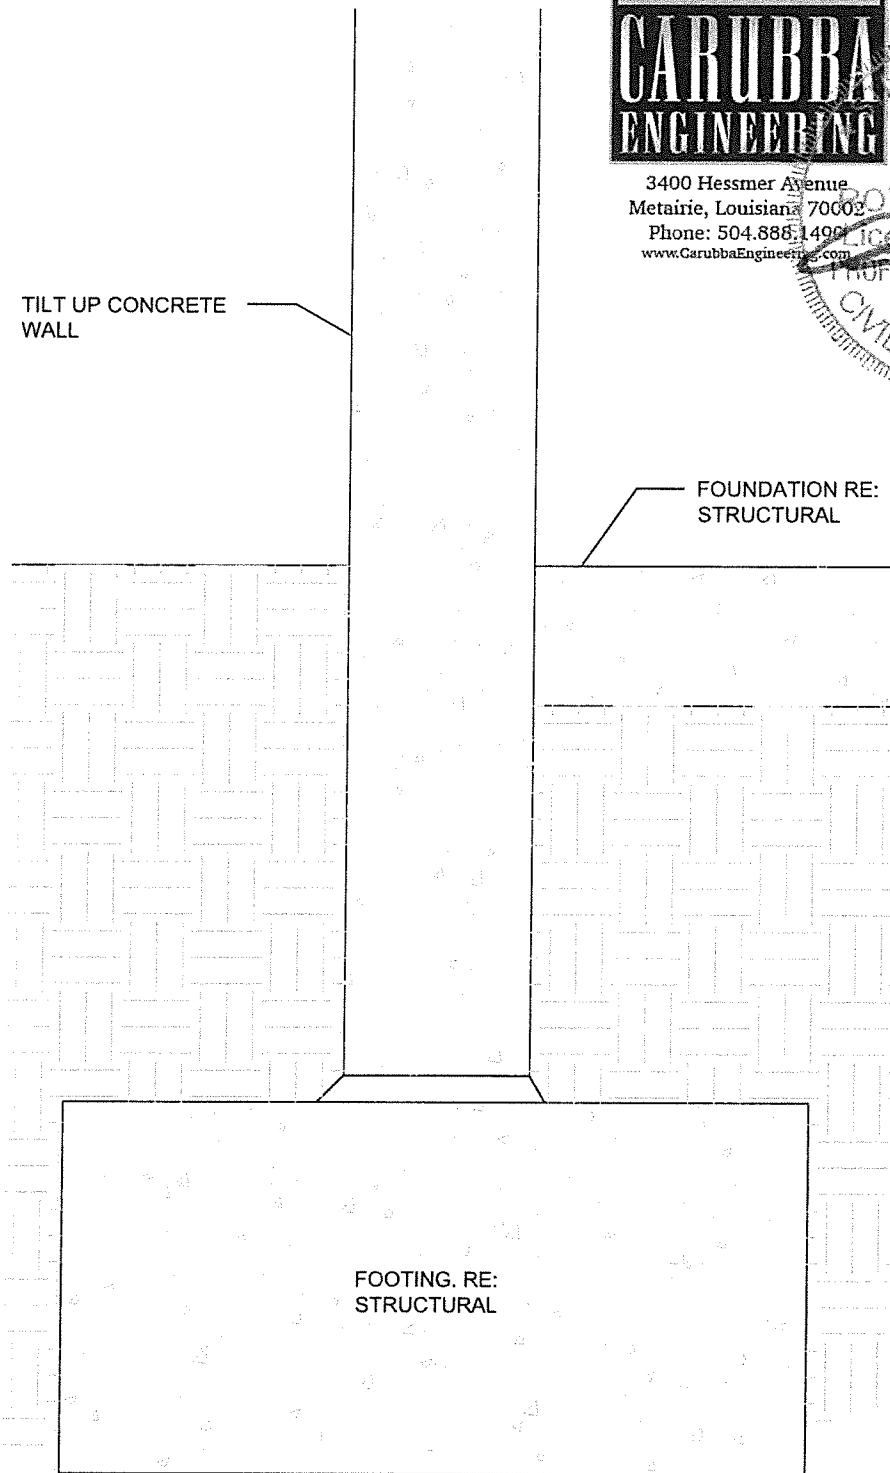 CARUBBA
ENGINEERING
3400 Hessmer Avenue
Metairie, Louisiana 70002
Phone: 504.888.1490
www.CarubbaEngineering.com
CIVIL
TILT UP CONCRETE
WALL
FOUNDATION RE:
STRUCTURAL
FOOTING. RE:
STRUCTURAL